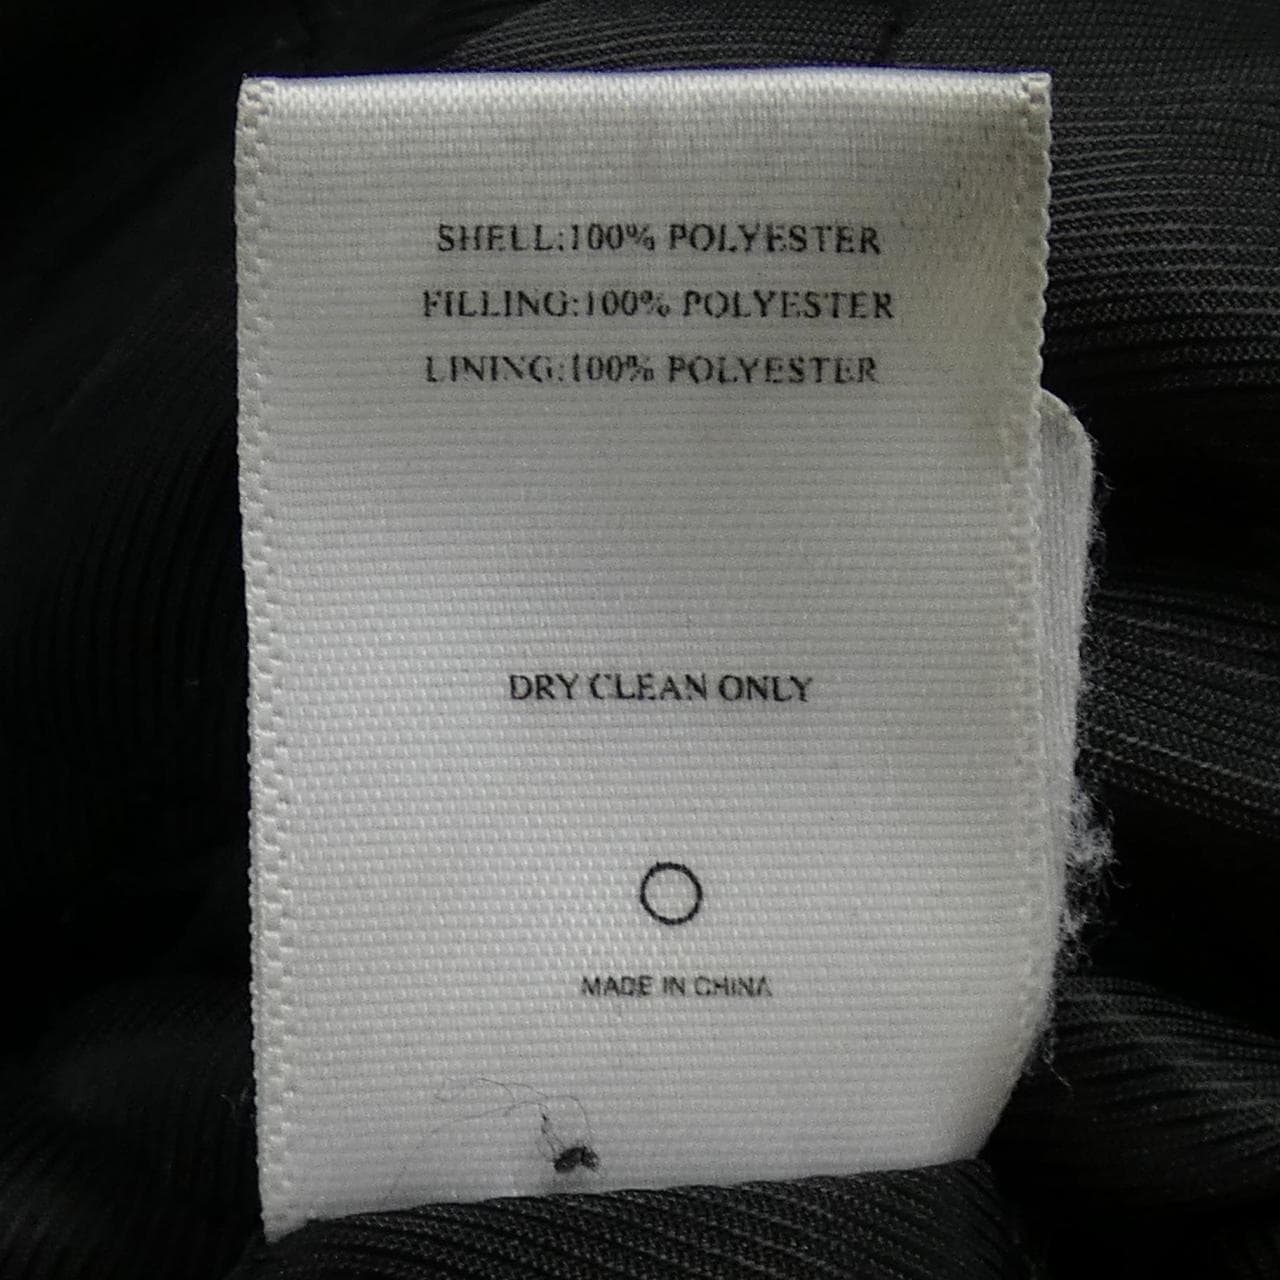 SHELL:100% POLYESTER
FILLING:100% POLYESTER
LINING:100% POLYESTER
DRY CLEAN ONLY
MADE IN CHINA